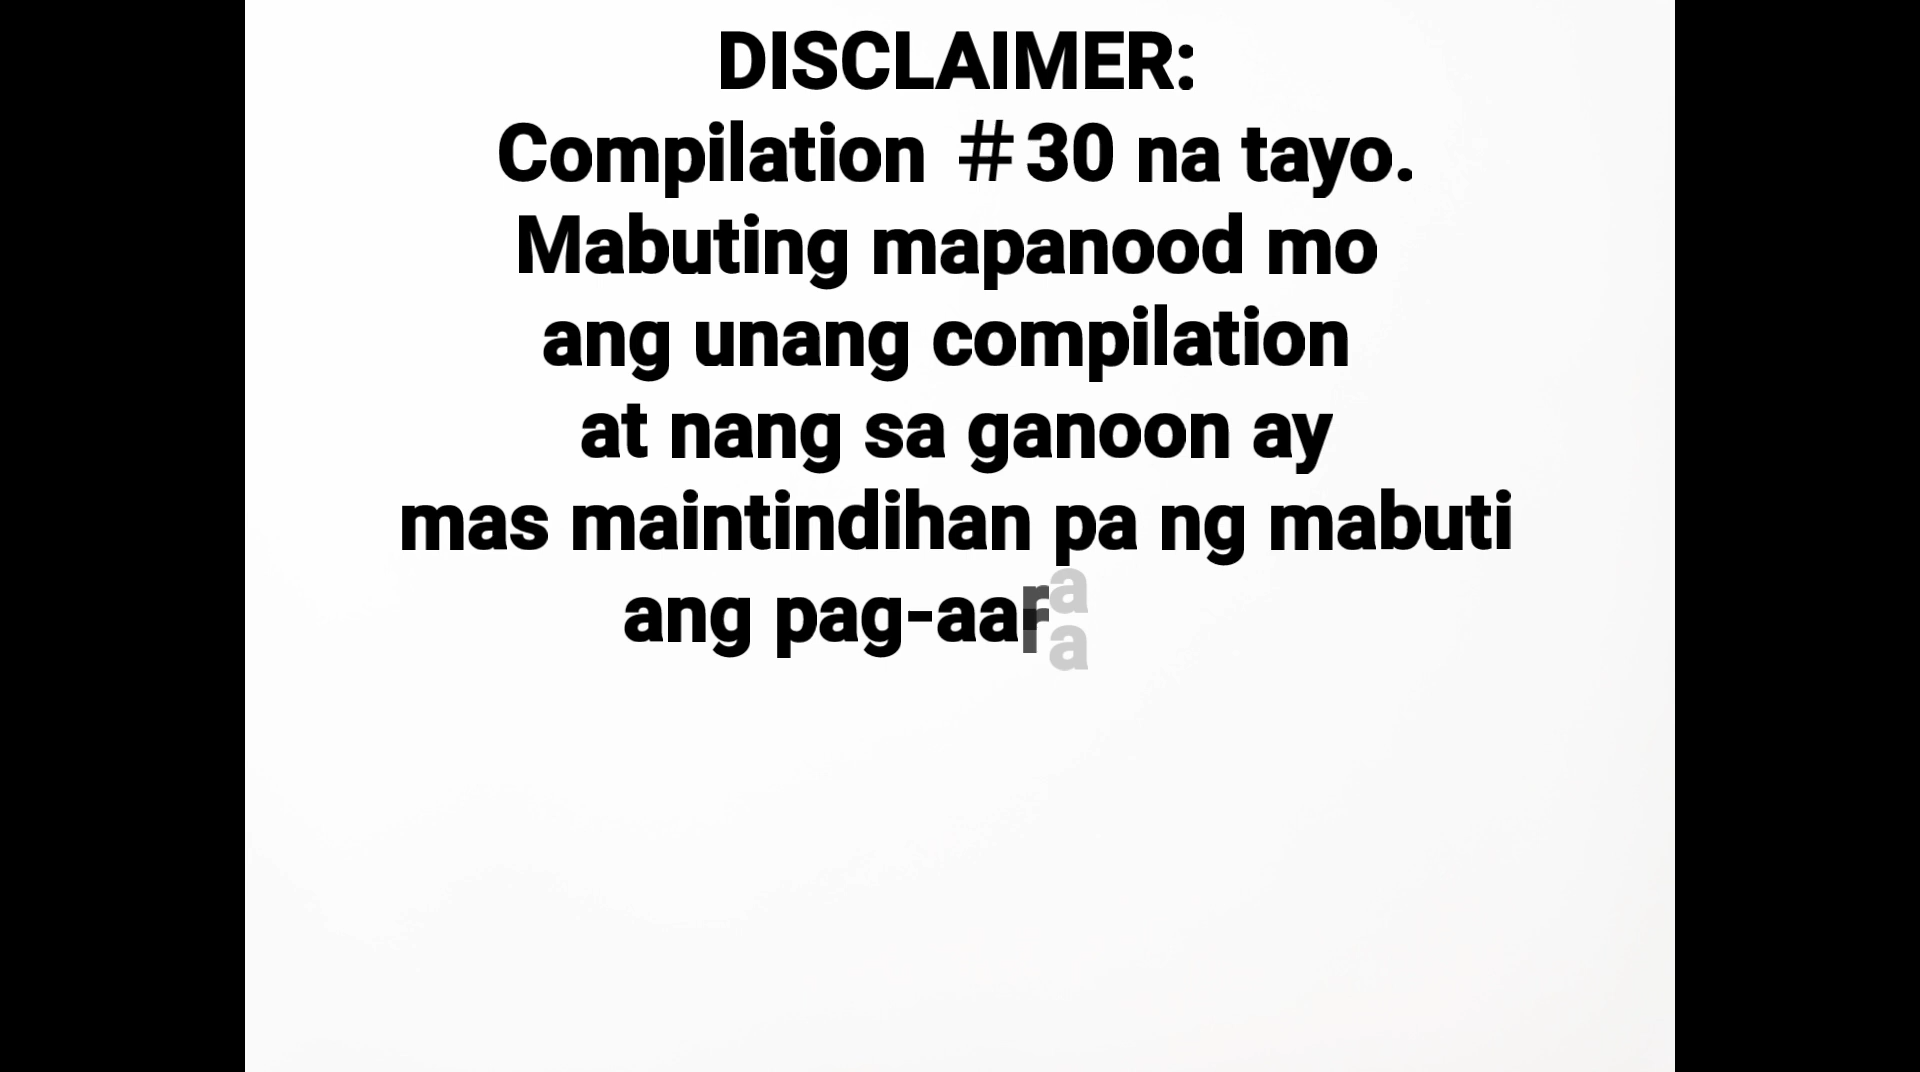 DISCLAIMER:
Compilation #30 na tayo.
Mabuting mapanood mo
ang unang compilation
at nang sa ganoon ay
mas maintindihan pa ng mabuti
ang pag-aara